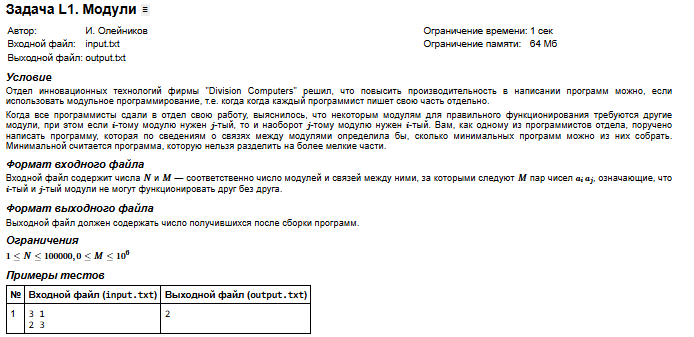 Задача L1. Модули ≡
Автор: И. Олейников Ограничение времени: 1 сек
Входной файл: input.txt Ограничение памяти: 64 Мб
Выходной файл: output.txt
Условие
Отдел инновационных технологий фирмы "Division Computers" решил, что повысить производительность в написании программ можно, если
использовать модульное программирование, т.е. когда когда каждый программист пишет свою часть отдельно.
Когда все программисты сдали в отдел свою работу, выяснилось, что некоторым модулям для правильного функционирования требуются другие
модули, при этом если i-тому модулю нужен j-тый, то и наоборот j-тому модулю нужен i-тый. Вам, как одному из программистов отдела, поручено
написать программу, которая по сведениям о связях между модулями определила бы, сколько минимальных программ можно из них собрать.
Минимальной считается программа, которую нельзя разделить на более мелкие части.
Формат входного файла
Входной файл содержит числа N и M — соответственно число модулей и связей между ними, за которыми следуют M пар чисел aᵢ aⱼ, означающие, что
i-тый и j-тый модули не могут функционировать друг без друга.
Формат выходного файла
Выходной файл должен содержать число получившихся после сборки программ.
Ограничения
1 ≤ N ≤ 100000, 0 ≤ M ≤ 10⁶
Примеры тестов
№ Входной файл (input.txt) Выходной файл (output.txt)
1 3 1 2
2 3